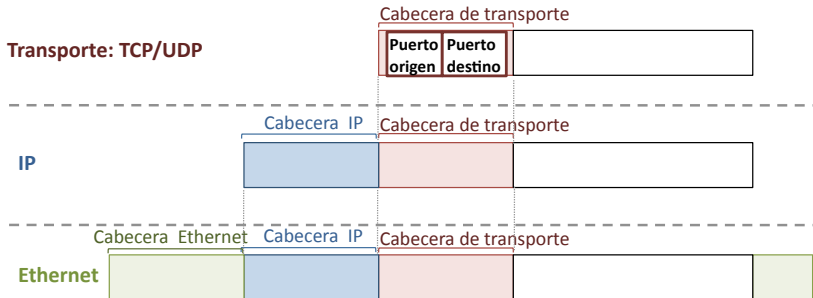 Cabecera de transporte
Transporte: TCP/UDP
Puerto origen
Puerto destino
Cabecera IP
Cabecera de transporte
IP
Cabecera Ethernet
Cabecera IP
Cabecera de transporte
Ethernet